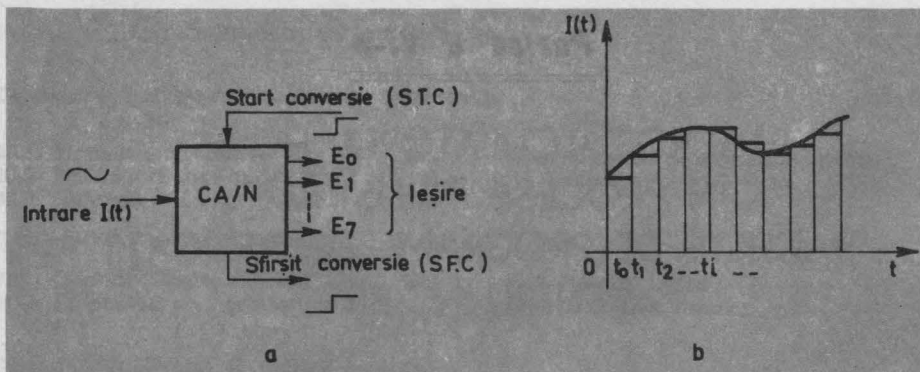 Start conversie (S.T.C)
CA/N
Intrare I(t)
E0
E1
E7
Ieșire
Sfîrșit conversie (S.F.C)
a
I(t)
0
t0 t1 t2 --ti --
t
b